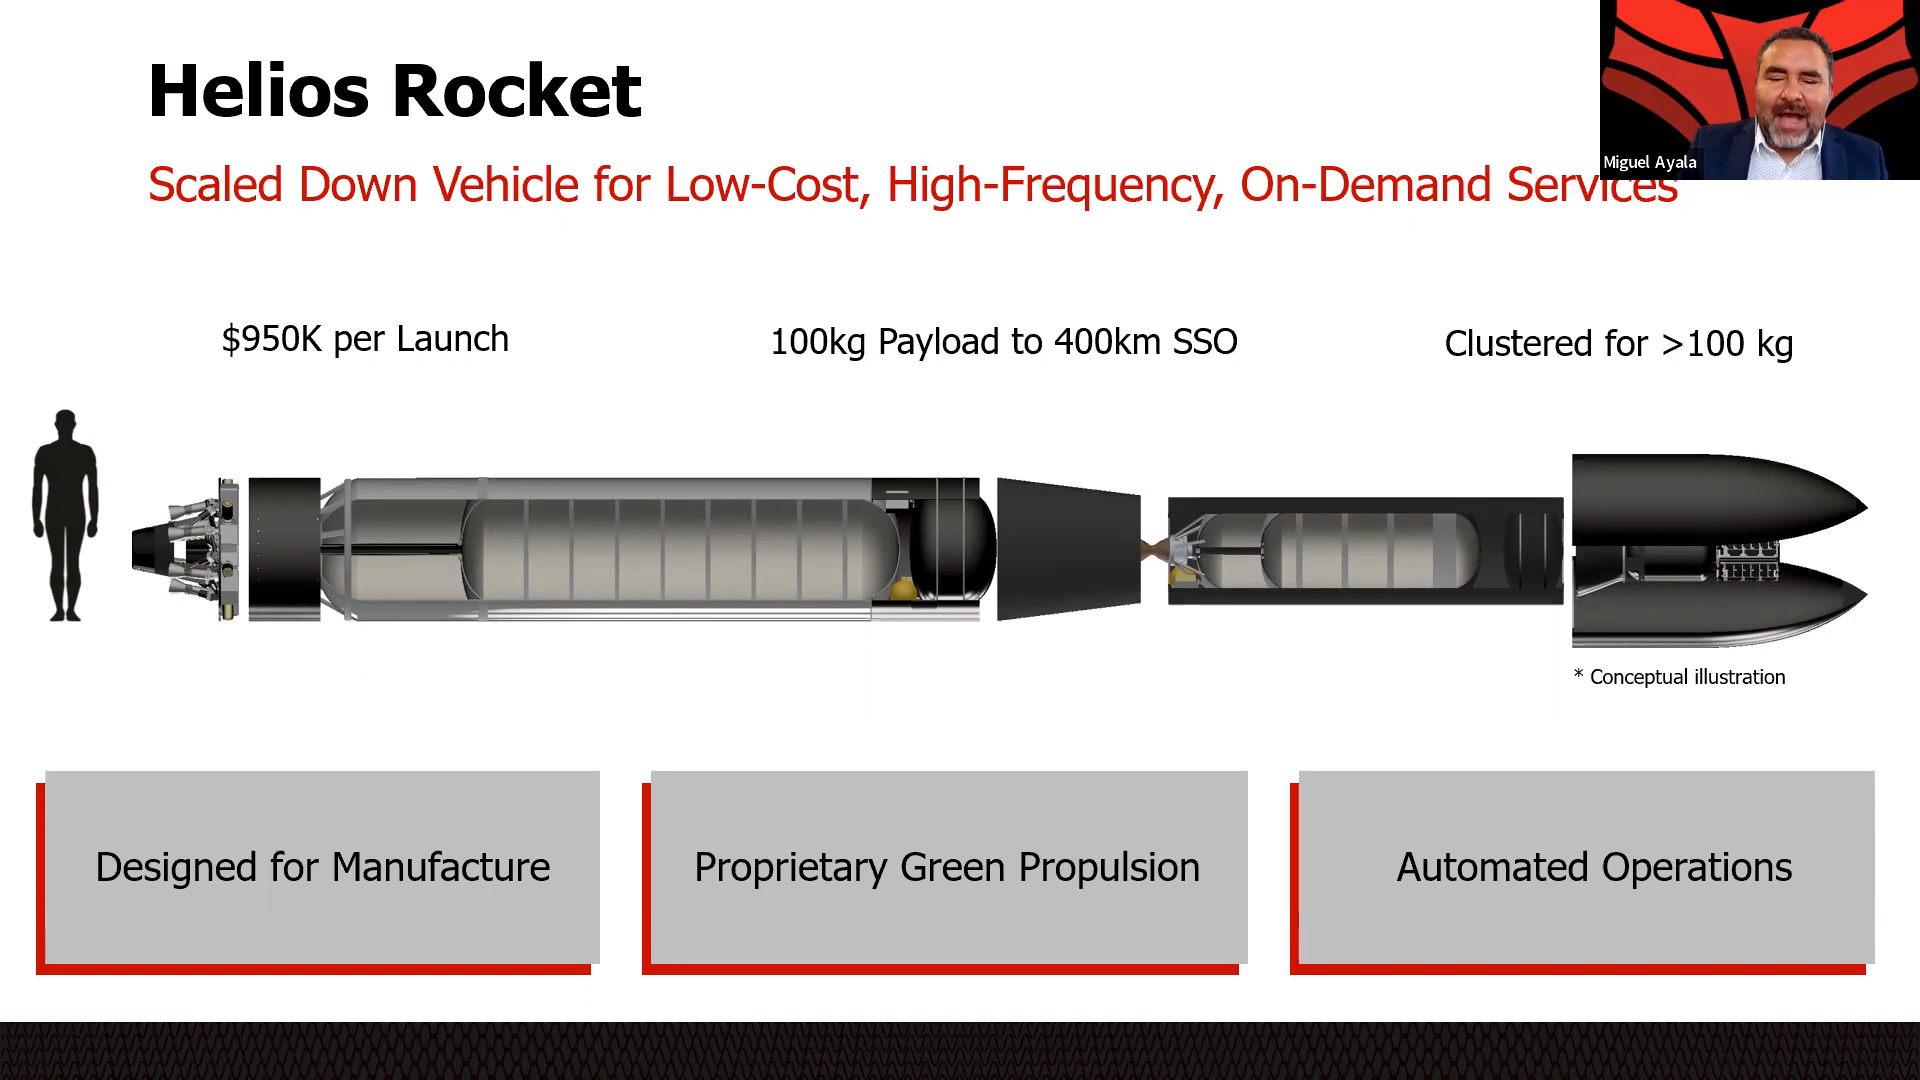 Helios Rocket
Miguel Ayala
Scaled Down Vehicle for Low-Cost, High-Frequency, On-Demand Services
$950K per Launch
100kg Payload to 400km SSO
Clustered for >100 kg
* Conceptual illustration
Designed for Manufacture
Proprietary Green Propulsion
Automated Operations